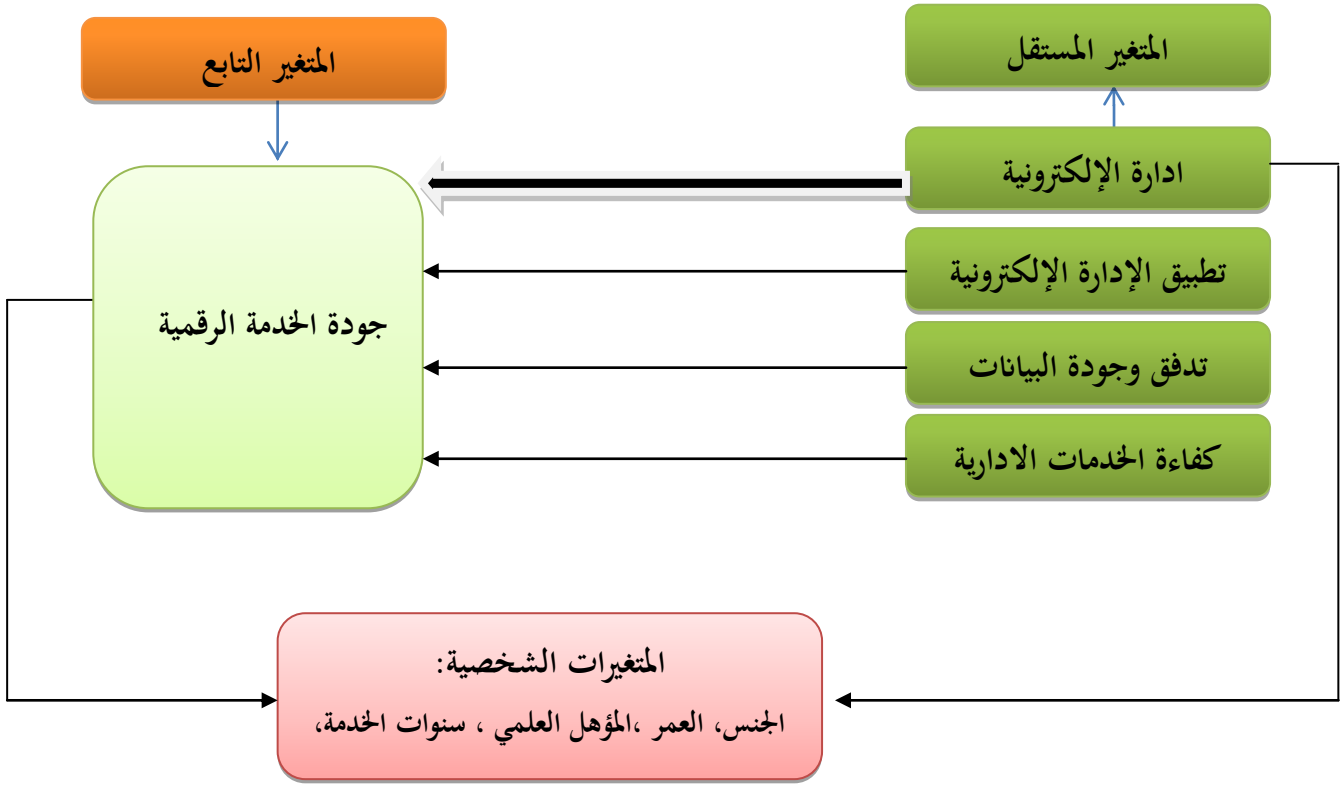 المتغير المستقل
المتغير التابع
ادارة الإلكترونية
تطبيق الإدارة الإلكترونية
جودة الخدمة الرقمية
تدفق وجودة البيانات
كفاءة الخدمات الادارية
المتغيرات الشخصية:
الجنس، العمر ،المؤهل العلمي ، سنوات الخدمة،